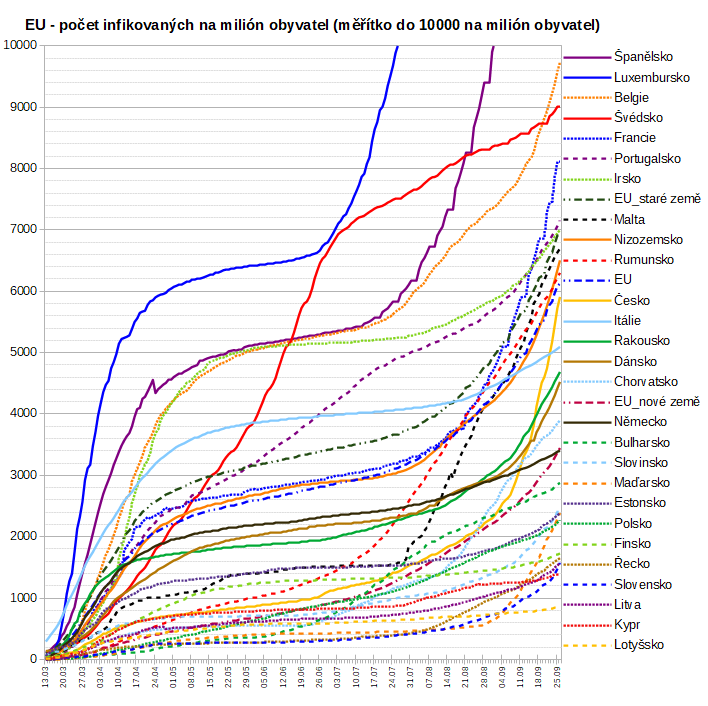 EU - počet infikovaných na milión obyvatel (měřítko do 10000 na milión obyvatel)
10000
9000
8000
7000
6000
5000
4000
3000
2000
1000
0
13.03
20.03
27.03
03.04
10.04
17.04
24.04
01.05
08.05
15.05
22.05
29.05
05.06
12.06
19.06
26.06
03.07
10.07
17.07
24.07
31.07
07.08
14.08
21.08
28.08
04.09
11.09
18.09
25.09
Španělsko
Luxembursko
Belgie
Švédsko
Francie
Portugalsko
Irsko
EU_staré země
Malta
Nizozemsko
Rumunsko
EU
Česko
Itálie
Rakousko
Dánsko
Chorvatsko
EU_nové země
Německo
Bulharsko
Slovinsko
Maďarsko
Estonsko
Polsko
Finsko
Řecko
Slovensko
Litva
Kypr
Lotyšsko